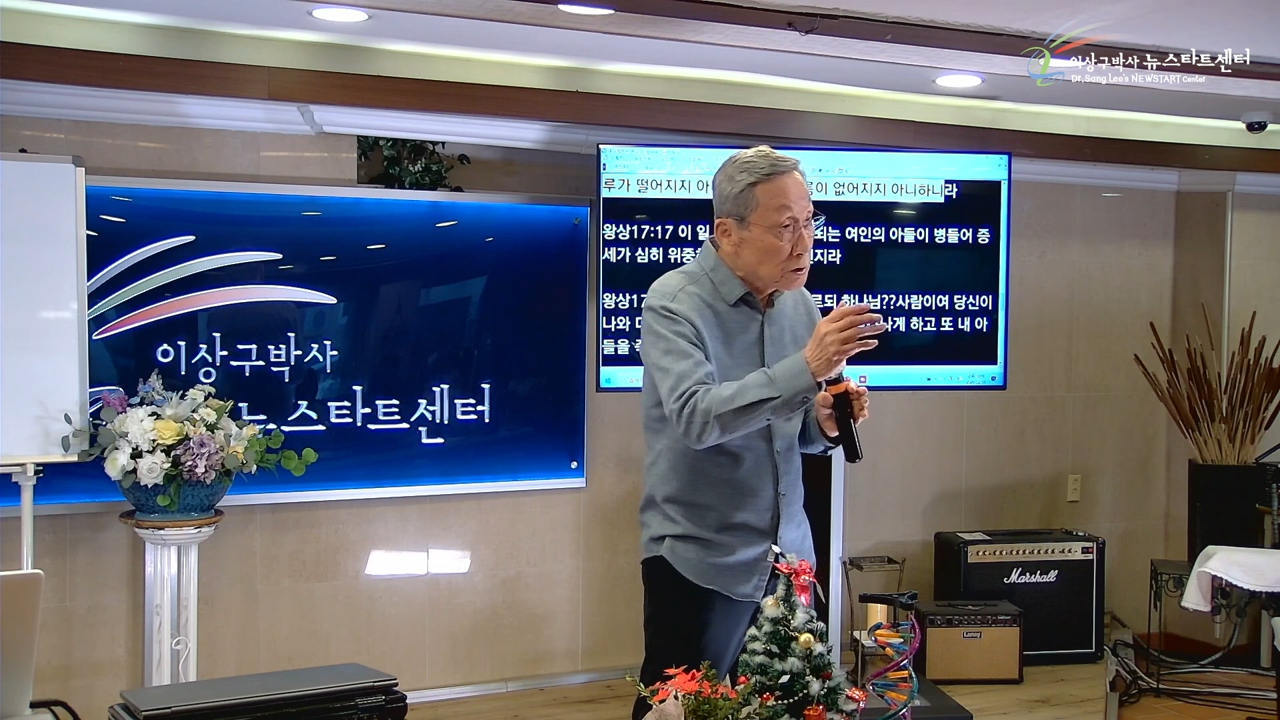 이상구박사 뉴스타트센터
Dr. Sang Lee's NEWSTART Center
루가 떨어지지 아 이 없어지지 아니하니라
왕상17:17 이 일 되는 여인의 아들이 병들어 증
세가 심히 위중 지라
왕상17 되 하나님??사람이여 당신이
나와 나게 하고 또 내 아
들을
이상구박사
뉴스타트센터
Marshall
Laney